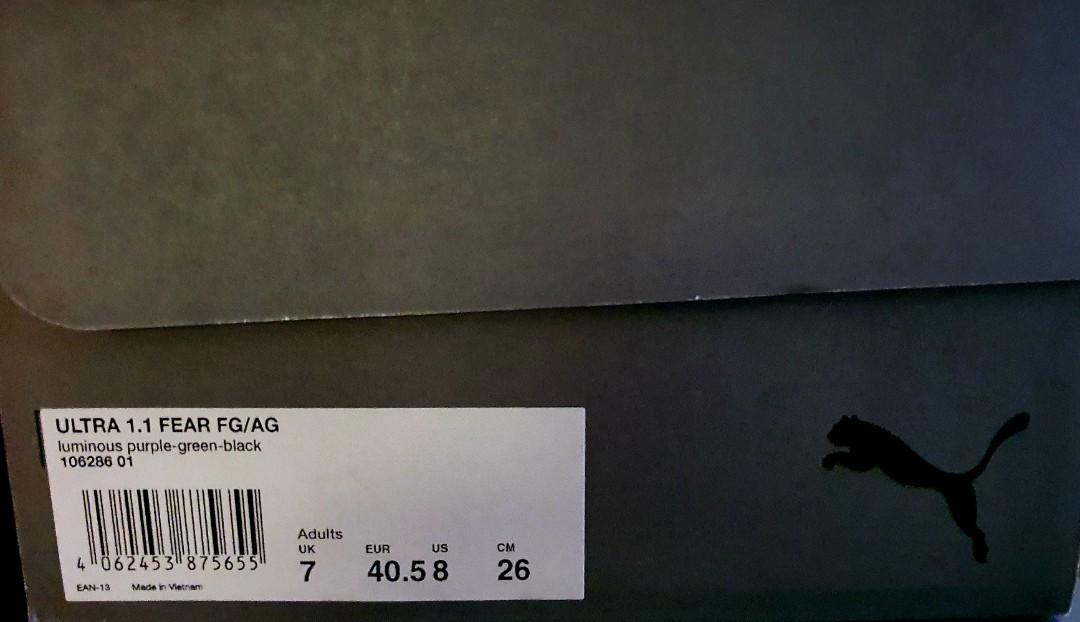 ULTRA 1.1 FEAR FG/AG
luminous purple-green-black
106286 01
Adults
UK EUR US CM
7 40.5 8 26
4 062453 875655
EAN-13 Made in Vietnam